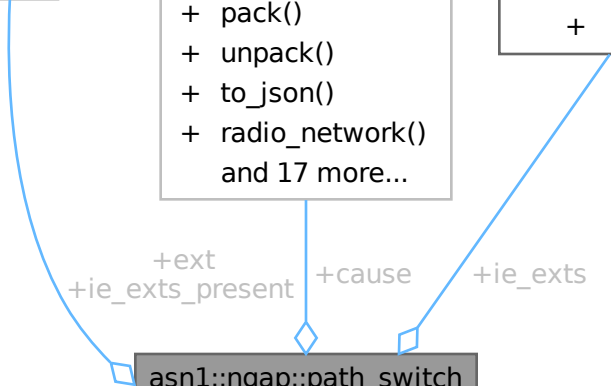 + pack()
+ unpack()
+ to_json()
+ radio_network()
and 17 more...
+
+ext
+ie_exts_present
+cause
+ie_exts
asn1::ngap::path_switch